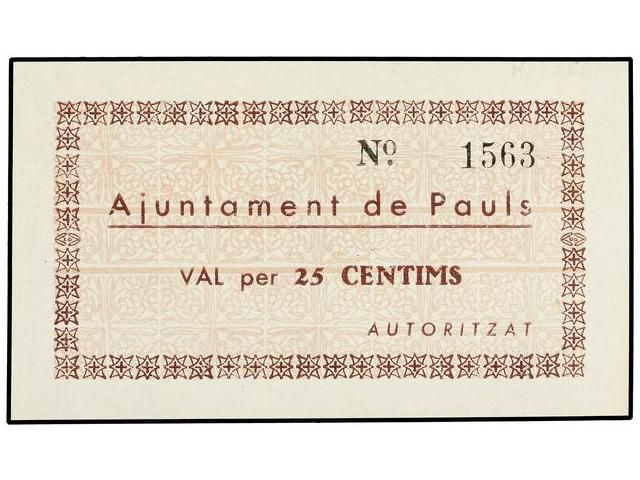 Nº 1563
Ajuntament de Pauls
VAL per 25 CENTIMS
AUTORITZAT